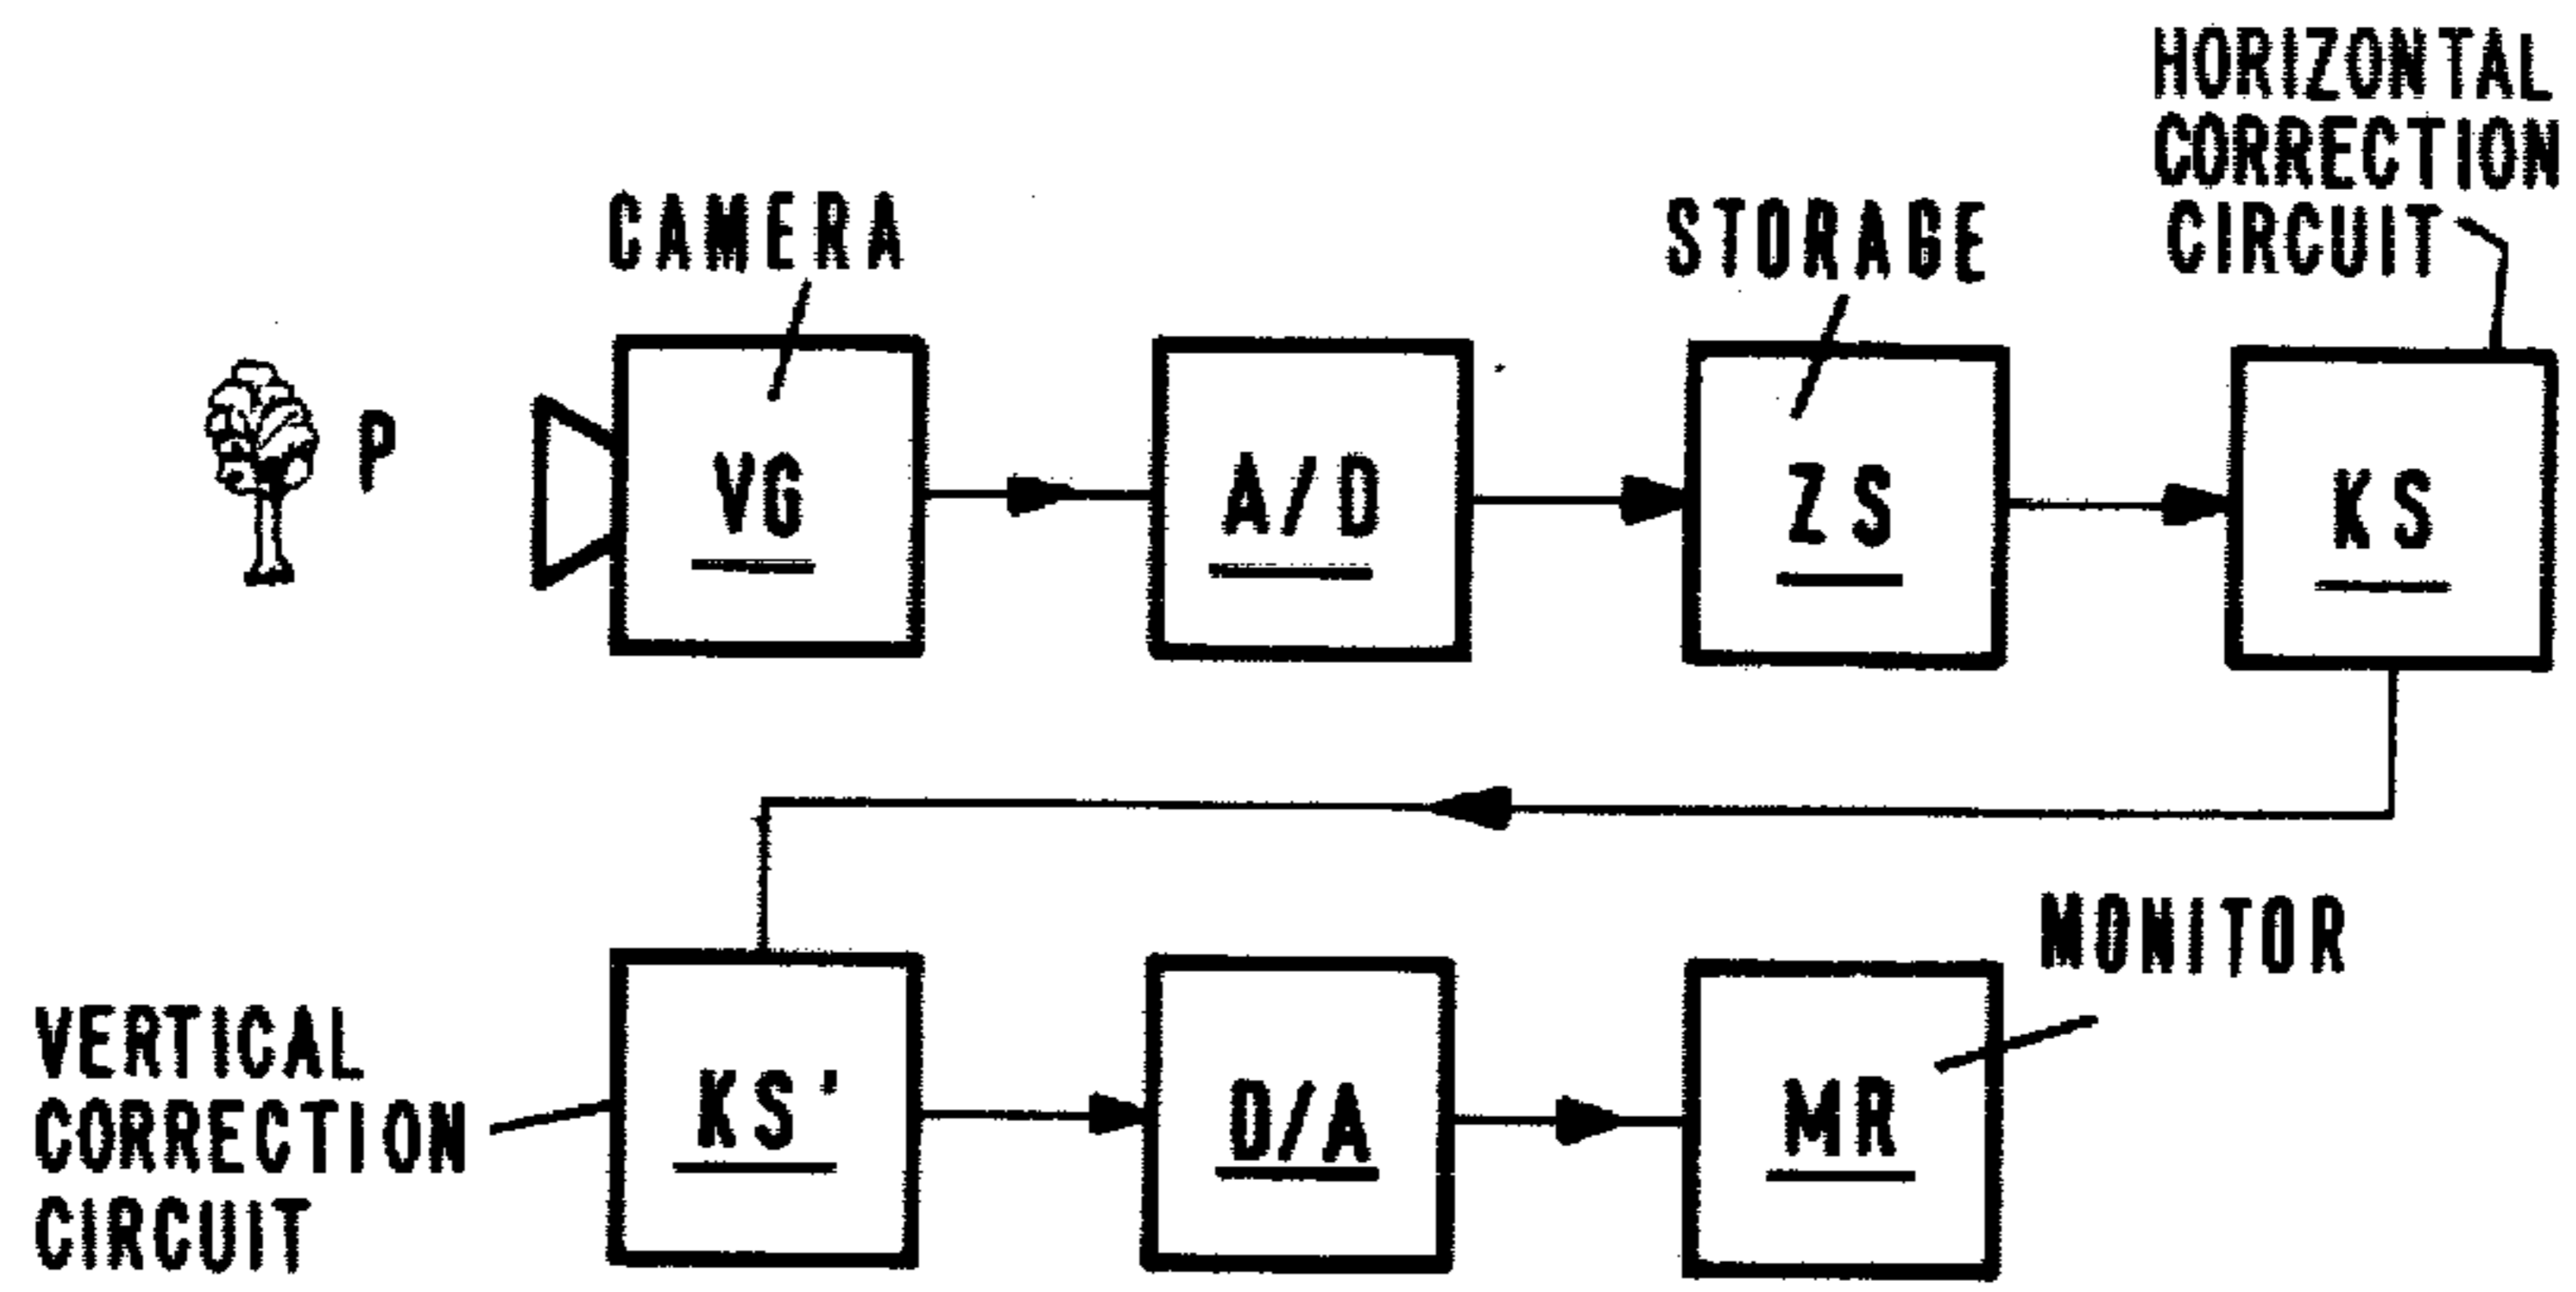 HORIZONTAL
CORRECTION
CIRCUIT
CAMERA
STORAGE
P
VG
A/D
ZS
KS
MONITOR
VERTICAL
CORRECTION
CIRCUIT
KS'
D/A
MR